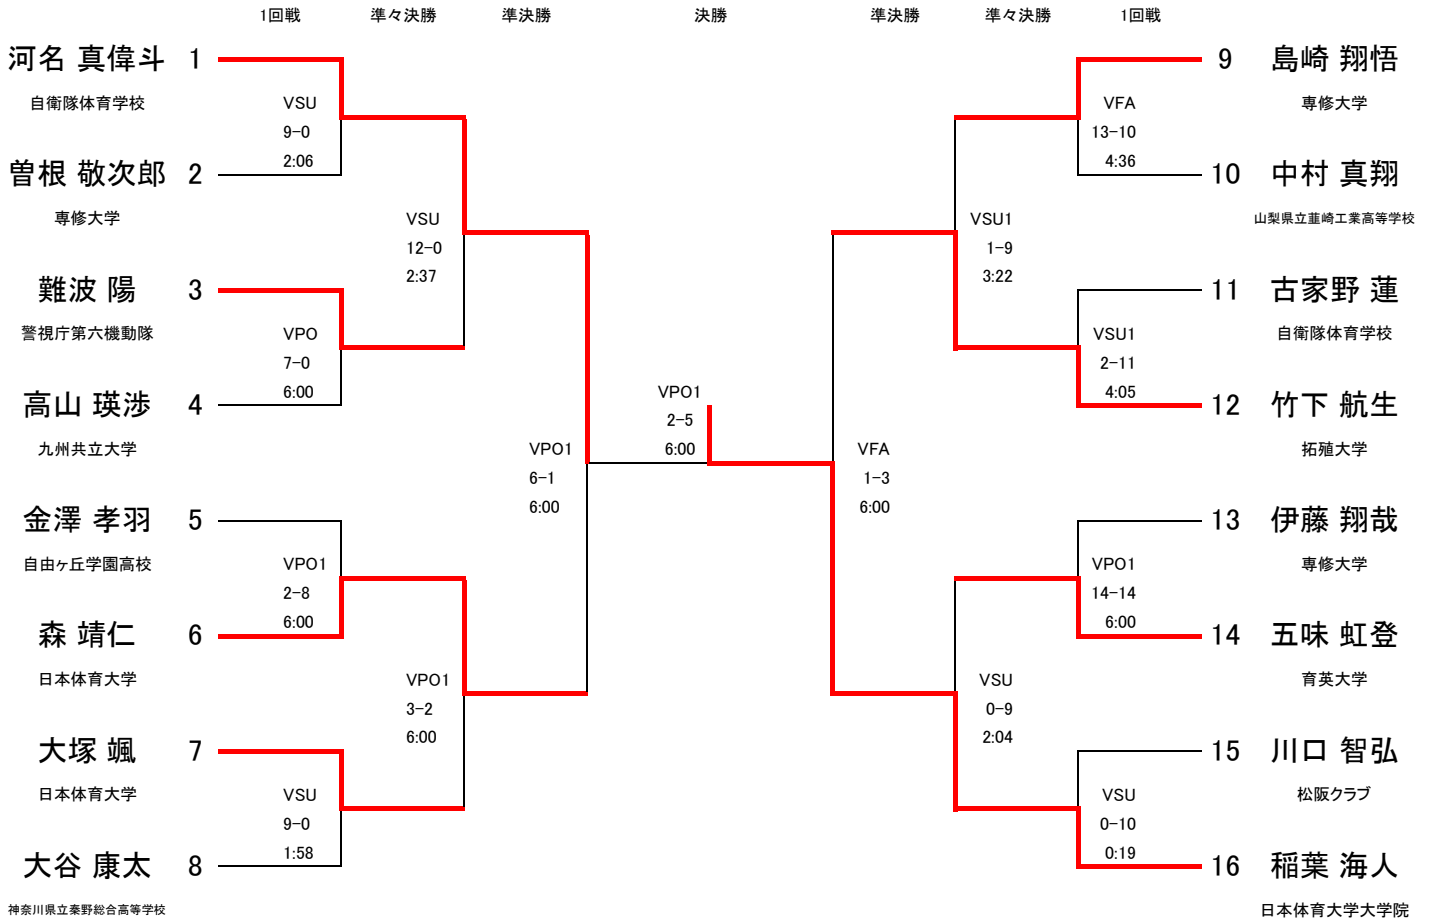 1回戦 準々決勝 準決勝 決勝 準決勝 準々決勝 1回戦
河名 真偉斗 1
自衛隊体育学校
VSU
9-0
2:06
曽根 敬次郎 2
専修大学
VSU
12-0
2:37
難波 陽 3
警視庁第六機動隊
VPO
7-0
6:00
高山 瑛渉 4
九州共立大学
VPO1
6-1
6:00
金澤 孝羽 5
自由ヶ丘学園高校
VPO1
2-8
6:00
森 靖仁 6
日本体育大学
VPO1
3-2
6:00
大塚 颯 7
日本体育大学
VSU
9-0
1:58
大谷 康太 8
神奈川県立秦野総合高等学校
VPO1
2-5
6:00
9 島崎 翔悟
専修大学
VFA
13-10
4:36
10 中村 真翔
山梨県立韮崎工業高等学校
VSU1
1-9
3:22
11 古家野 蓮
自衛隊体育学校
VSU1
2-11
4:05
12 竹下 航生
拓殖大学
VFA
1-3
6:00
13 伊藤 翔哉
専修大学
VPO1
14-14
6:00
14 五味 虹登
育英大学
VSU
0-9
2:04
15 川口 智弘
松阪クラブ
VSU
0-10
0:19
16 稲葉 海人
日本体育大学大学院